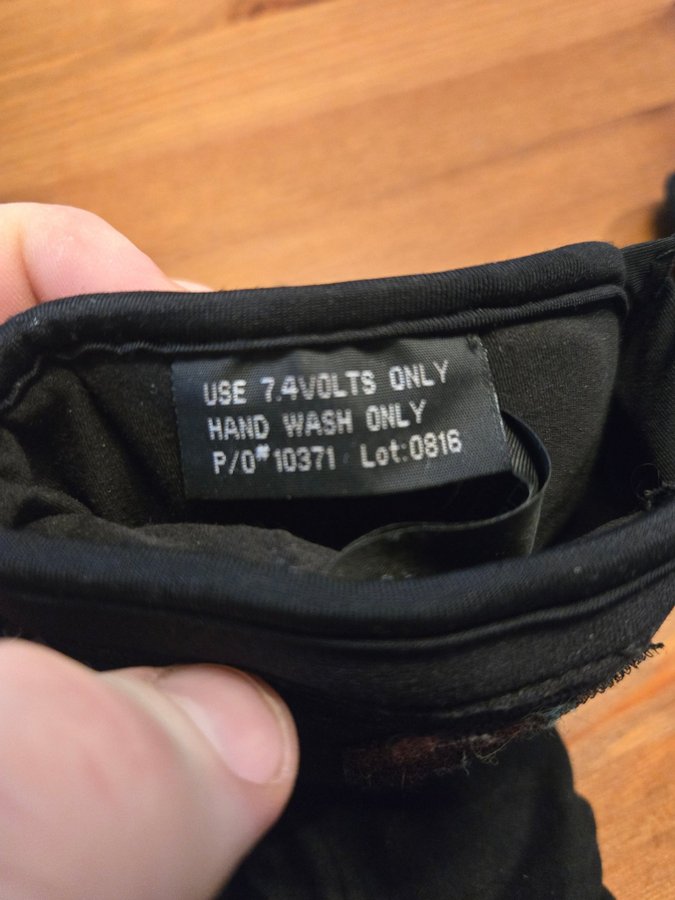 USE 7.4VOLTS ONLY
HAND WASH ONLY
P/O#10371 Lot:0816